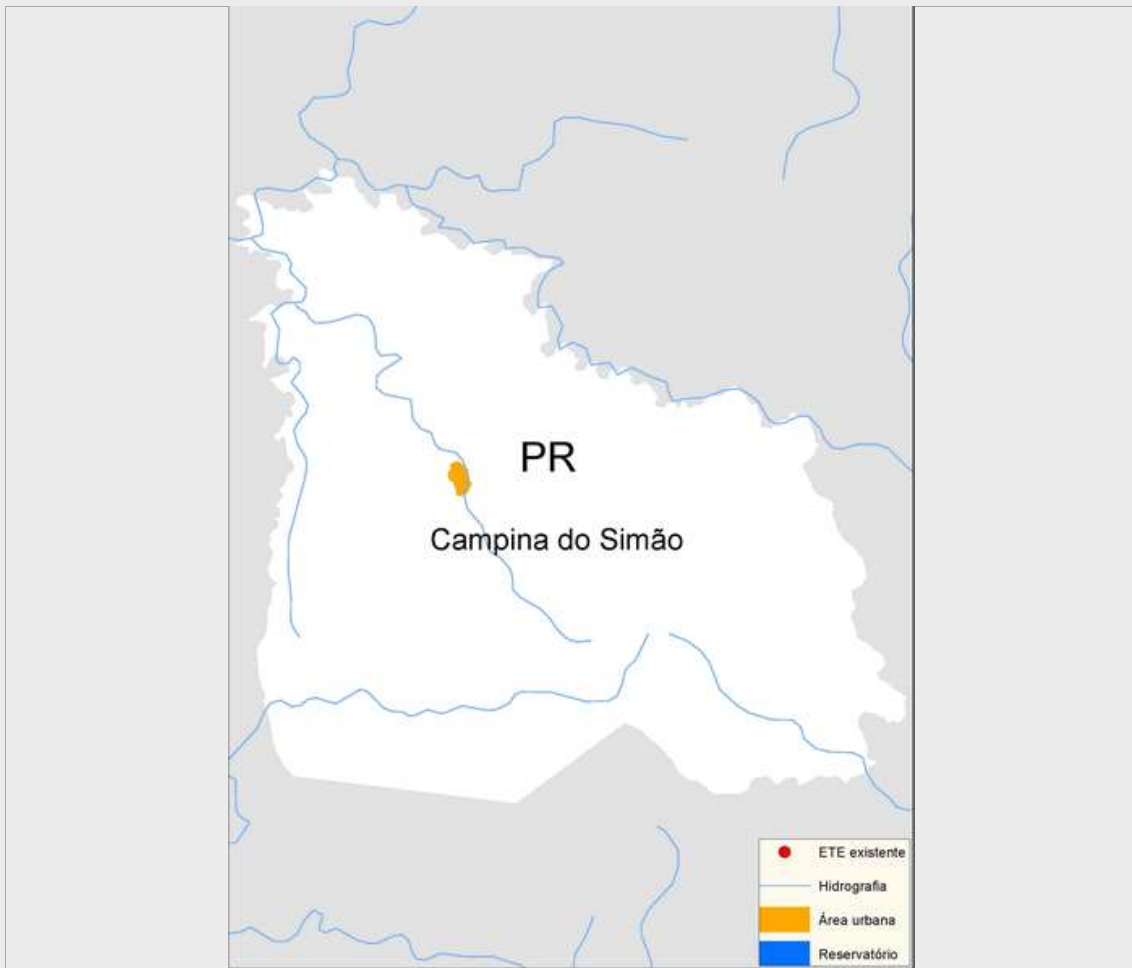 PR
Campina do Simão
ETE existente
Hidrografia
Área urbana
Reservatório